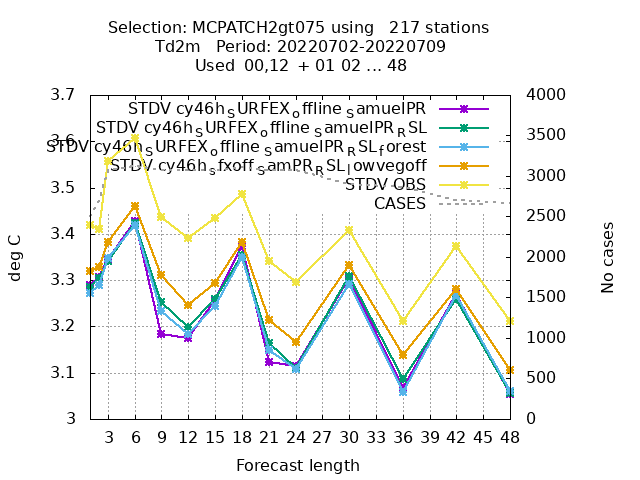 Selection: MCPATCH2gt075 using   217 stations
Td2m   Period: 20220702-20220709
Used  00,12  + 01 02 ... 48
STDV cy46h_SURFEX_offline_samuelPR
STDV cy46h_SURFEX_offline_samuelPR_RSL
STDV cy46h_SURFEX_offline_samuelPR_RSL_forest
STDV cy46h_sfxoff_samPR_RSL_lowvegoff
STDV OBS
CASES
3.7
3.6
3.5
3.4
3.3
3.2
3.1
3
deg C
4000
3500
3000
2500
2000
1500
1000
500
0
No cases
3 6 9 12 15 18 21 24 27 30 33 36 39 42 45 48
Forecast length